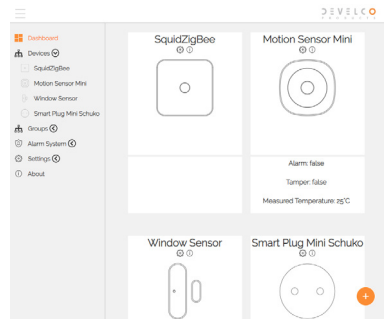 DEVELCO
PRODUCTS
Dashboard
Devices
SquidZigBee
Motion Sensor Mini
Window Sensor
Smart Plug Mini Schuko
Groups
Alarm System
Settings
About
SquidZigBee
Motion Sensor Mini
Alarm: false
Tamper: false
Measured Temperature: 25°C
Window Sensor
Smart Plug Mini Schuko